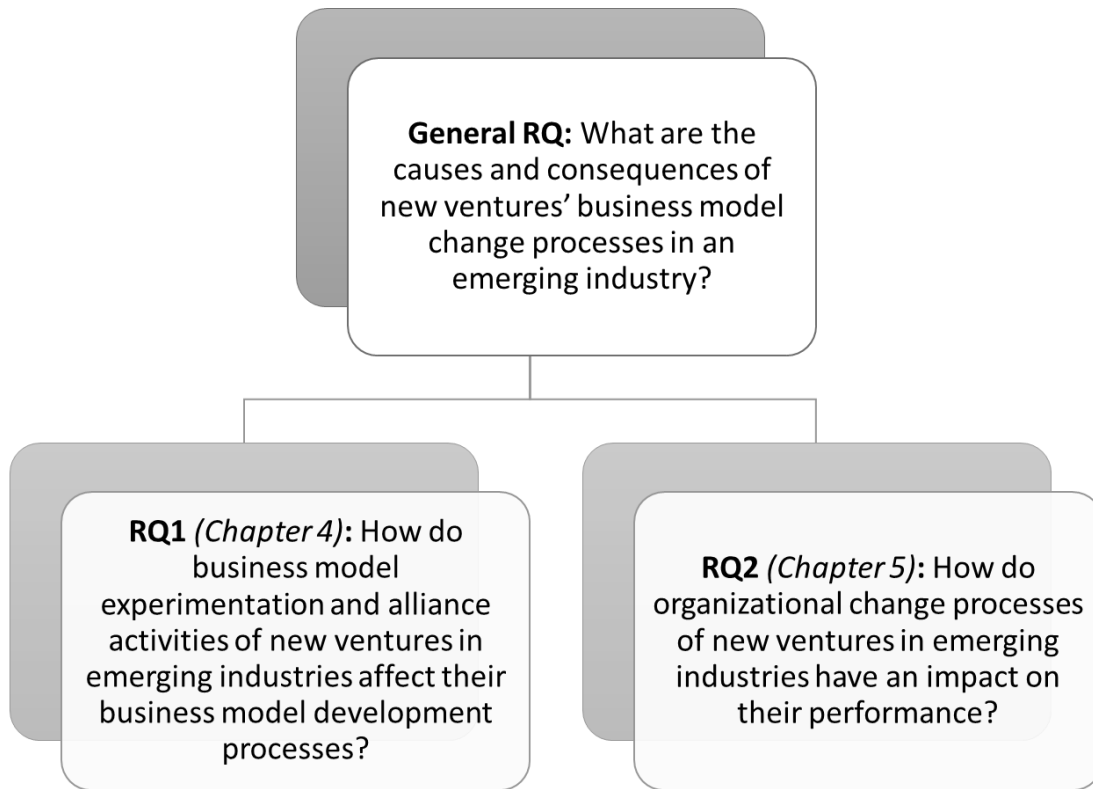 General RQ: What are the
causes and consequences of
new ventures’ business model
change processes in an
emerging industry?
RQ1 (Chapter 4): How do
business model
experimentation and alliance
activities of new ventures in
emerging industries affect their
business model development
processes?
RQ2 (Chapter 5): How do
organizational change processes
of new ventures in emerging
industries have an impact on
their performance?